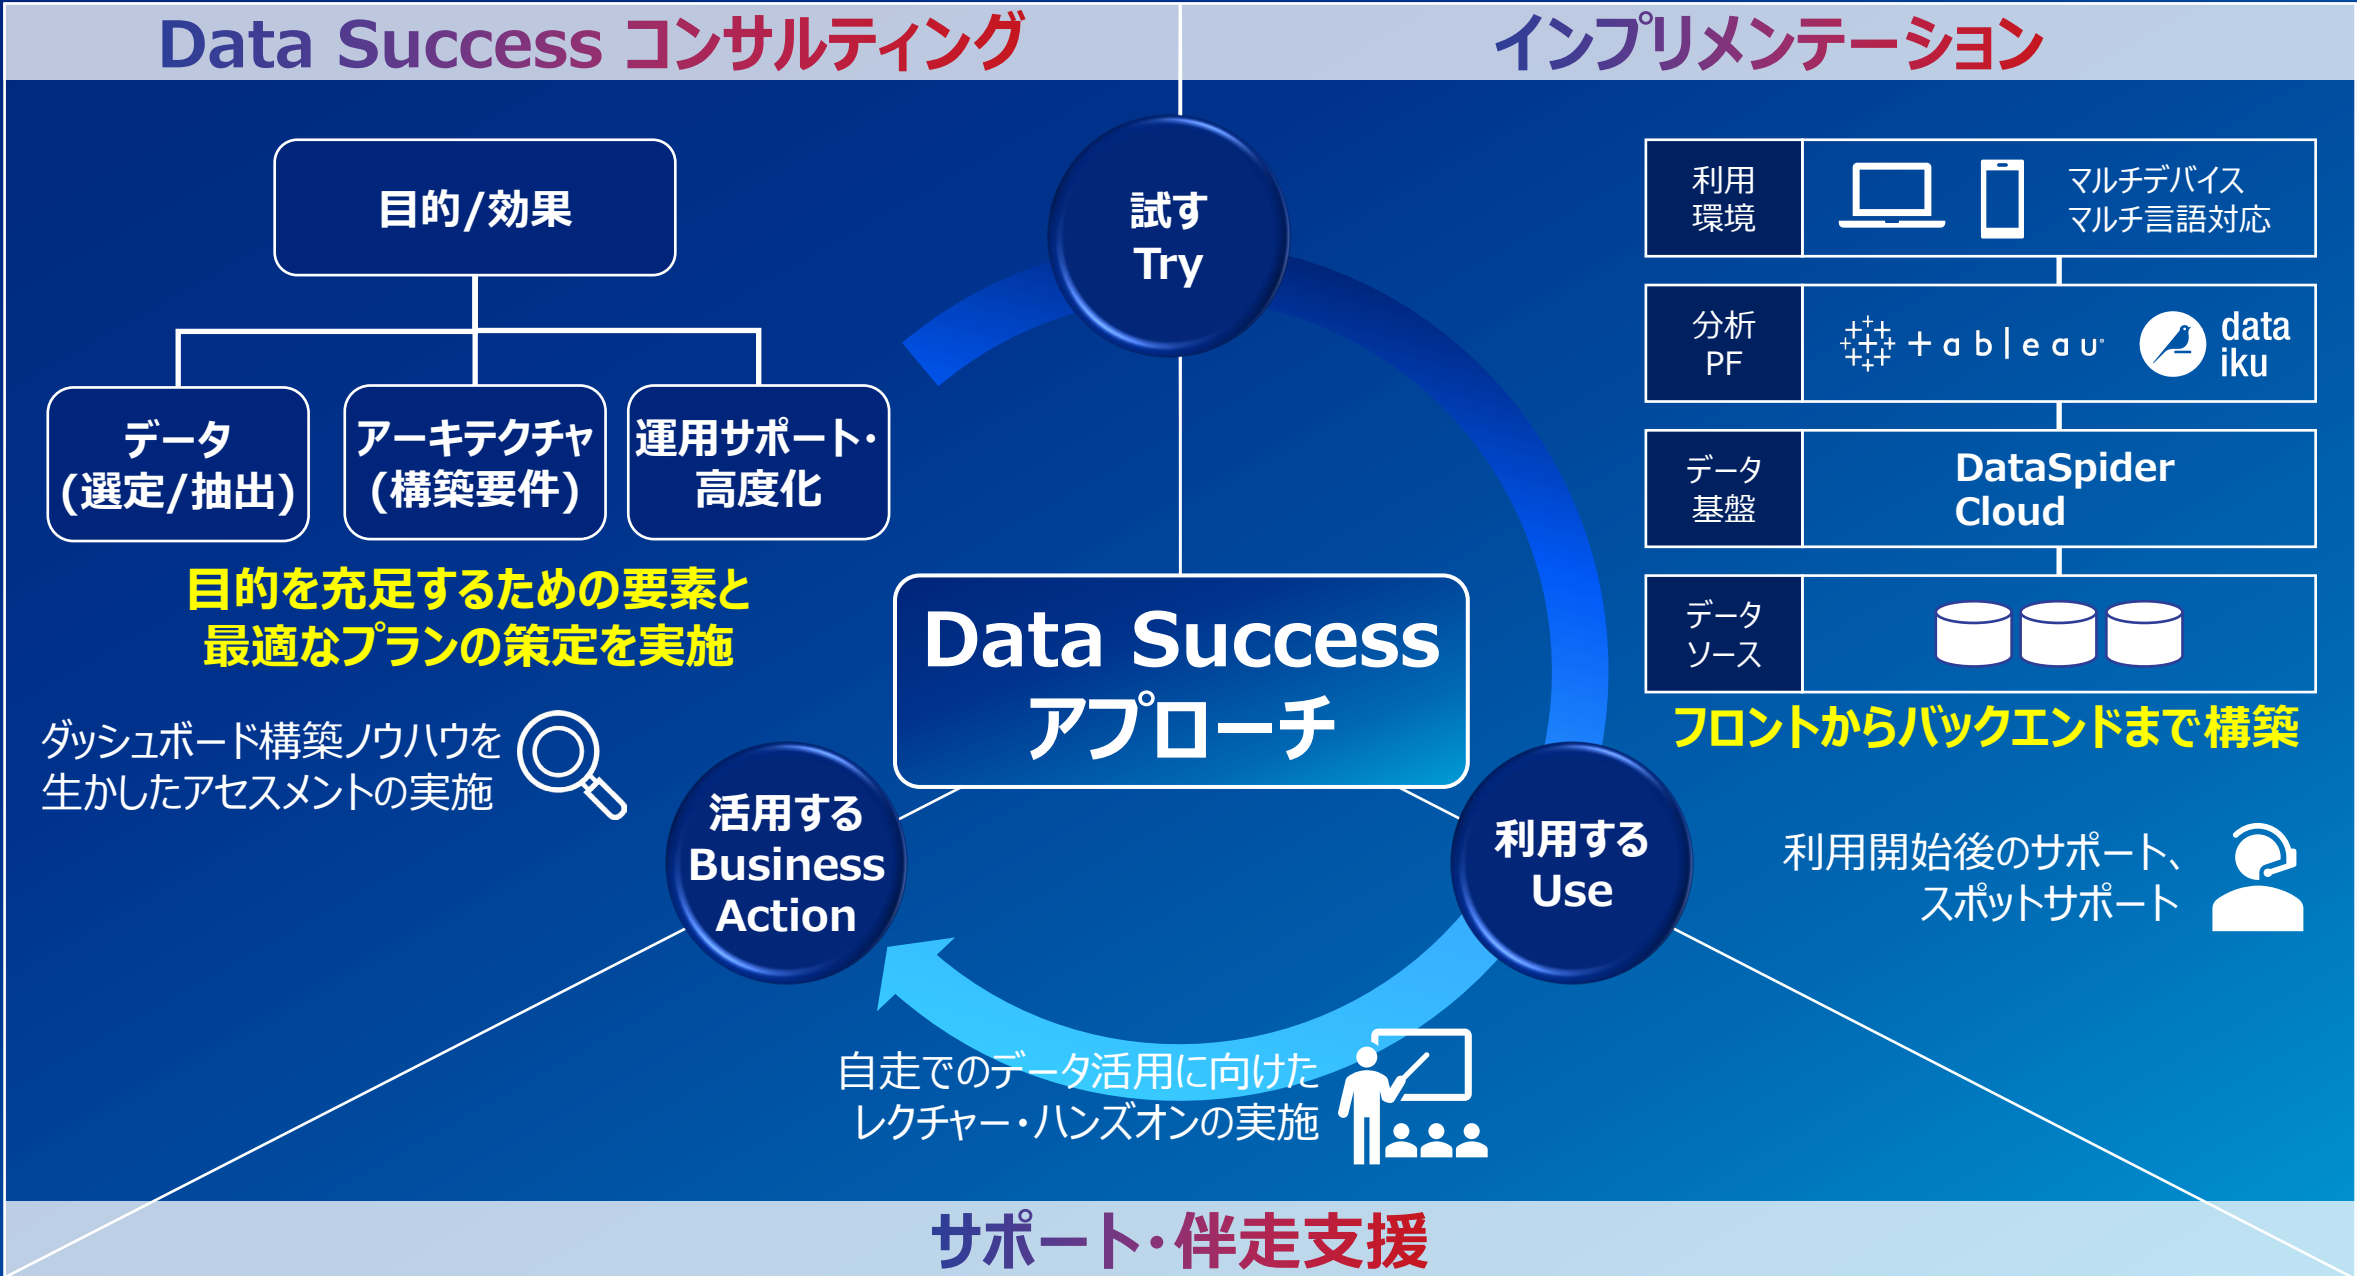 Data Success コンサルティング
インプリメンテーション
目的/効果
データ
(選定/抽出)
アーキテクチャ
(構築要件)
運用サポート・
高度化
目的を充足するための要素と
最適なプランの策定を実施
ダッシュボード構築ノウハウを
生かしたアセスメントの実施
試す
Try
Data Success
アプローチ
活用する
Business
Action
利用する
Use
利用
環境
マルチデバイス
マルチ言語対応
分析
PF
+ableau
data
iku
データ
基盤
DataSpider
Cloud
データ
ソース
フロントからバックエンドまで構築
利用開始後のサポート、
スポットサポート
自走でのデータ活用に向けた
レクチャー・ハンズオンの実施
サポート・伴走支援